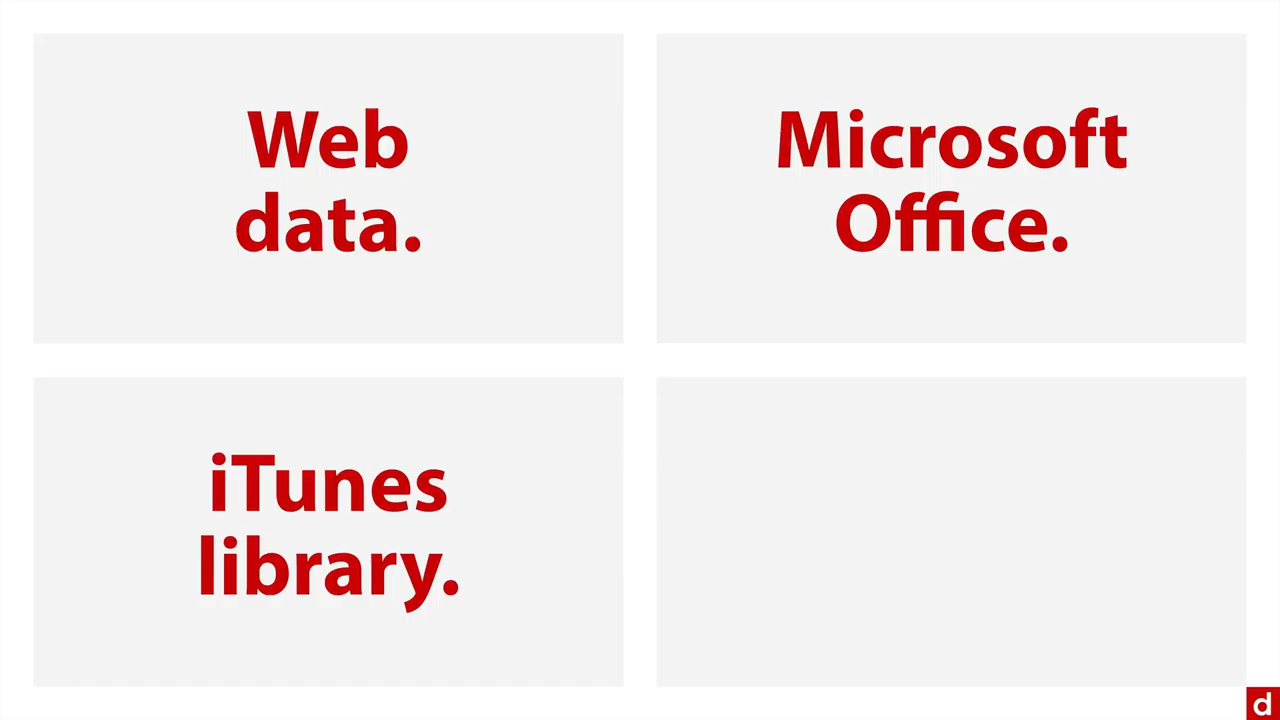 Web
data.
Microsoft
Office.
iTunes
library.
d